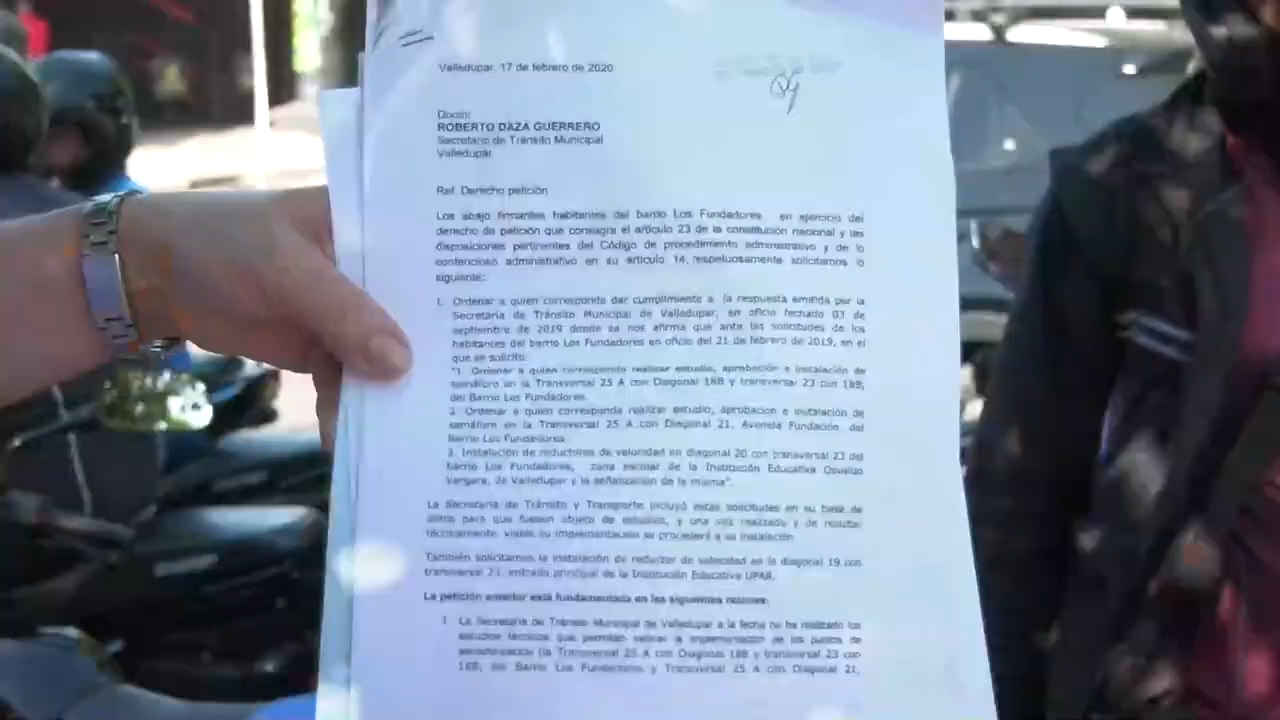 Valledupar, 17 de febrero de 2020
Doctor
ROBERTO DAZA GUERRERO
Secretario de Tránsito Municipal
Valledupar
Ref. Derecho petición
Los abajo firmantes habitantes del barrio Los Fundadores en ejercicio del
derecho de petición que consagra el artículo 23 de la constitución nacional y las
disposiciones pertinentes del Código de procedimiento administrativo y de lo
contencioso administrativo en su artículo 14, respetuosamente solicitamos lo
siguiente:
1. Ordenar a quien corresponda dar cumplimiento a la respuesta emitida por la
Secretaría de Tránsito Municipal de Valledupar, en oficio fechado 03 de
septiembre de 2019 donde se nos afirma que ante las solicitudes de los
habitantes del barrio Los Fundadores en oficio del 21 de febrero de 2019, en el
que se solicito:
"1. Ordenar a quien corresponda realizar estudio, aprobación e instalación de
semáforo en la Transversal 25 A con Diagonal 18B y transversal 23 con 18B,
del Barrio Los Fundadores.
2. Ordenar a quien corresponda realizar estudio, aprobación e instalación de
semáforo en la Transversal 25 A con Diagonal 21, Avenida Fundación, del
Barrio Los Fundadores
3. Instalación de reductores de velocidad en diagonal 20 con transversal 23 del
barrio Los Fundadores, zona escolar de la Institución Educativa Osvaldo
Vergara, de Valledupar y la señalización de la misma".
La Secretaría de Tránsito y Transporte incluyó estas solicitudes en su base de
datos para que fuesen objeto de estudios, y una vez realizado y de resultar
técnicamente viable su implementación se procederá a su instalación
También solicitamos la instalación de reductor de velocidad en la diagonal 19 con
transversal 23, entrada principal de la Institución Educativa UPAR.
La petición anterior está fundamentada en las siguientes razones:
1 La Secretaría de Tránsito Municipal de Valledupar a la fecha no ha realizado los
estudios técnicos que permitan valorar la implementación de los puntos de
semaforización (la Transversal 25 A con Diagonal 18B y transversal 23 con
18B, del Barrio Los Fundadores y Transversal 25 A con Diagonal 21,